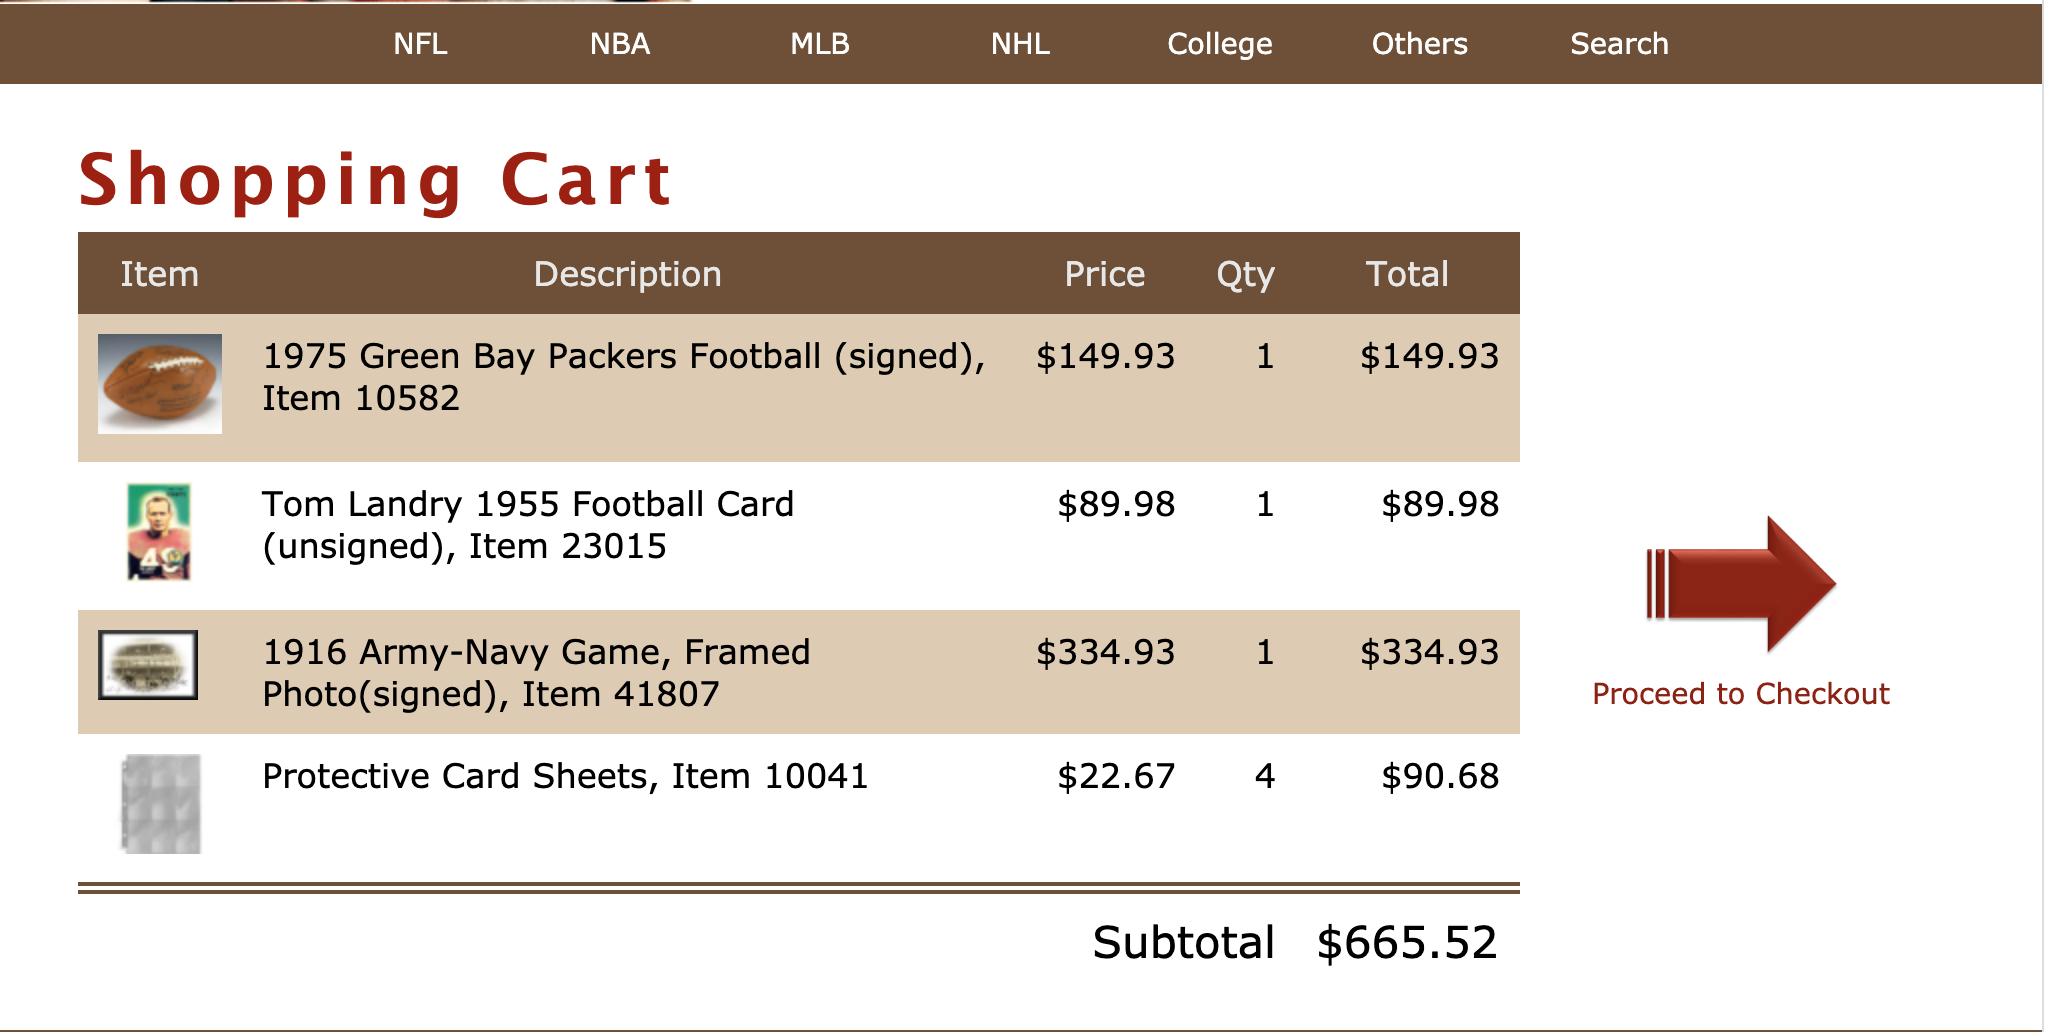 NFL NBA MLB NHL College Others Search
Shopping Cart
Item Description Price Qty Total
1975 Green Bay Packers Football (signed), $149.93 1 $149.93
Item 10582
Tom Landry 1955 Football Card $89.98 1 $89.98
(unsigned), Item 23015
1916 Army-Navy Game, Framed $334.93 1 $334.93
Photo(signed), Item 41807
Protective Card Sheets, Item 10041 $22.67 4 $90.68
Proceed to Checkout
Subtotal $665.52